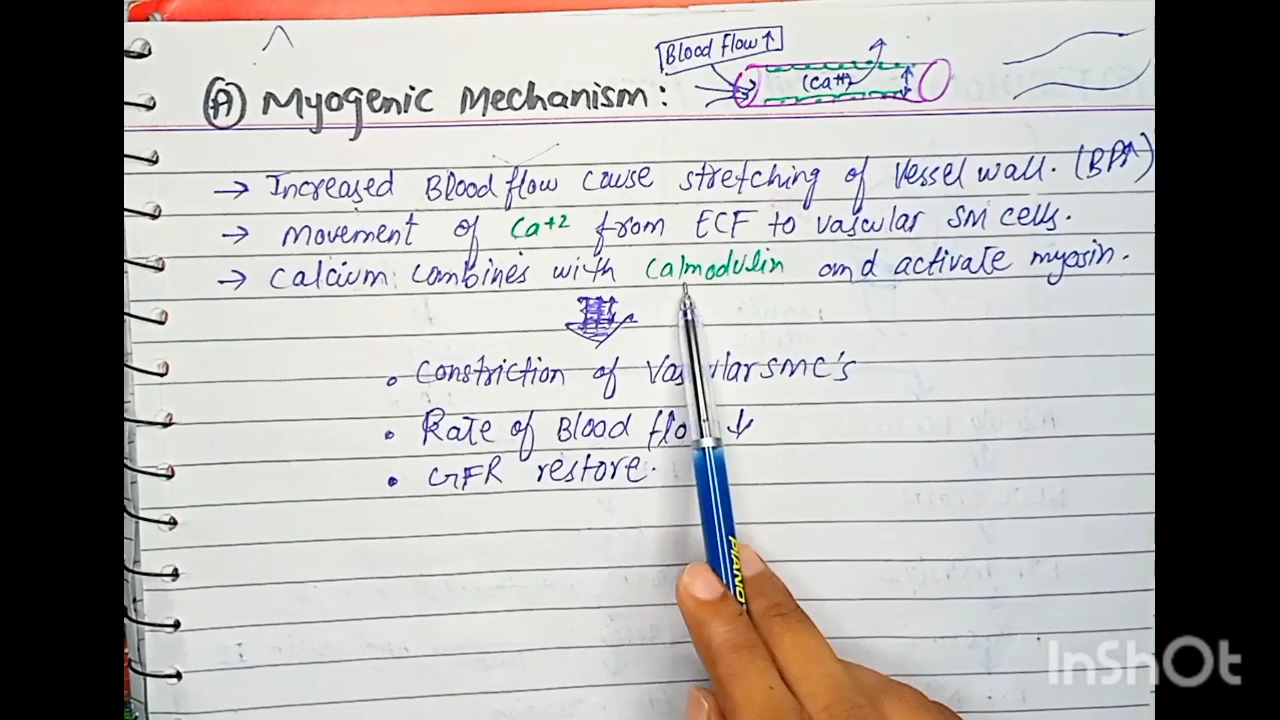 Blood flow ↑
(Ca++)
(A) Myogenic Mechanism:
→ Increased Blood flow cause stretching of Vessel wall. (BP↑)
→ Movement of Ca+2 from ECF to vascular SM cells.
→ Calcium combines with Calmodulin and activate myosin.
• Constriction of Vas lar SMC's
• Rate of Blood flo ↓
• GFR restore.
PIANO
InShOt